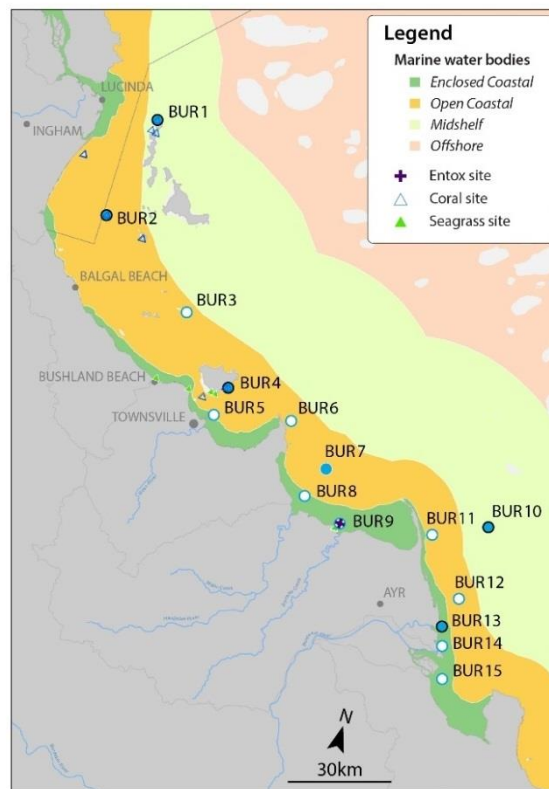 Legend
Marine water bodies
Enclosed Coastal
Open Coastal
Midshelf
Offshore
Entox site
Coral site
Seagrass site
LUCINDA
INGHAM
BUR1
BUR2
BALGAL BEACH
BUR3
BUSHLAND BEACH
BUR4
BUR5
TOWNSVILLE
BUR6
BUR7
BUR8
BUR9
BUR10
BUR11
AYR
BUR12
BUR13
BUR14
BUR15
N
30km